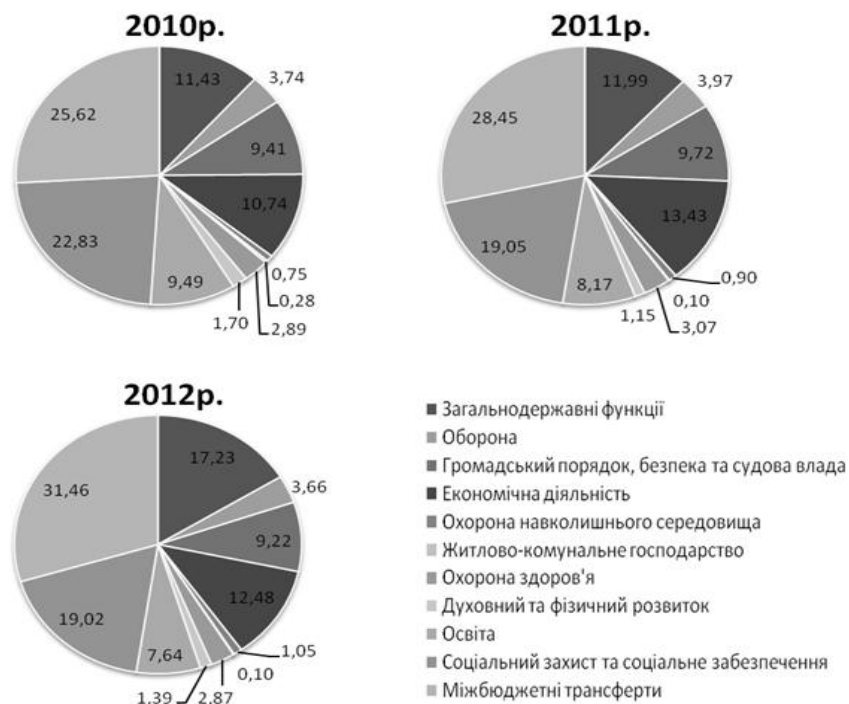 2010р.
11,43
3,74
9,41
10,74
0,75
0,28
2,89
1,70
9,49
22,83
25,62
2011р.
11,99
3,97
9,72
13,43
0,90
0,10
3,07
1,15
8,17
19,05
28,45
2012р.
17,23
3,66
9,22
12,48
1,05
0,10
2,87
1,39
7,64
19,02
31,46
Загальнодержавні функції
Оборона
Громадський порядок, безпека та судова влада
Економічна діяльність
Охорона навколишнього середовища
Житлово-комунальне господарство
Охорона здоров'я
Духовний та фізичний розвиток
Освіта
Соціальний захист та соціальне забезпечення
Міжбюджетні трансферти